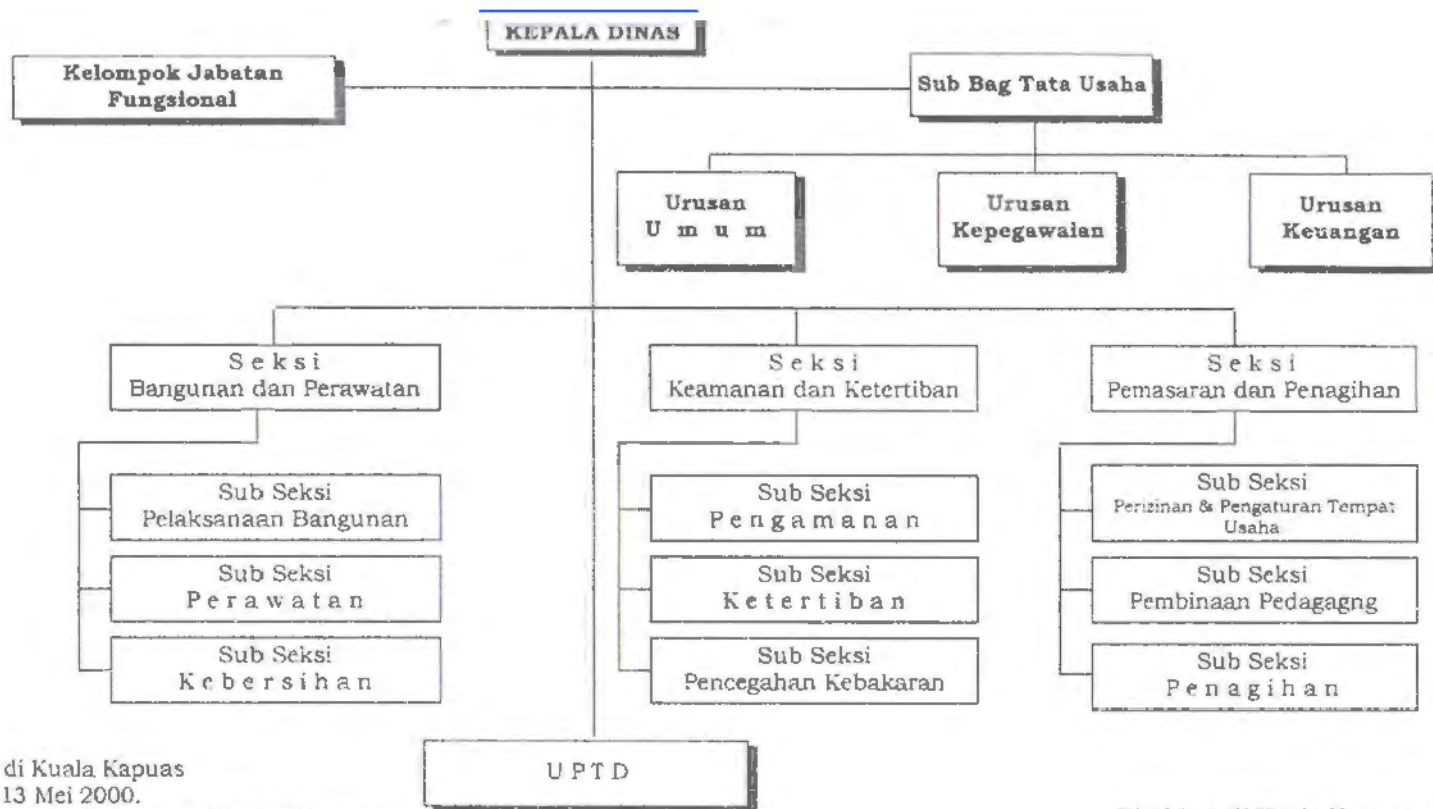 KEPALA DINAS
Kelompok Jabatan
Fungsional
Sub Bag Tata Usaha
Urusan
U m u m
Urusan
Kepegawaian
Urusan
Keuangan
S e k s i
Bangunan dan Perawatan
S e k s i
Keamanan dan Ketertiban
S e k s i
Pemasaran dan Penagihan
Sub Seksi
Pelaksanaan Bangunan
Sub Seksi
P e r a w a t a n
Sub Seksi
K e b e r s i h a n
Sub Seksi
P e n g a m a n a n
Sub Seksi
K e t e r t i b a n
Sub Seksi
Pencegahan Kebakaran
Sub Seksi
Perizinan & Pengaturan Tempat
Usaha
Sub Seksi
Pembinaan Pedagagng
Sub Seksi
P e n a g i h a n
U P T D
di Kuala Kapuas
13 Mei 2000.